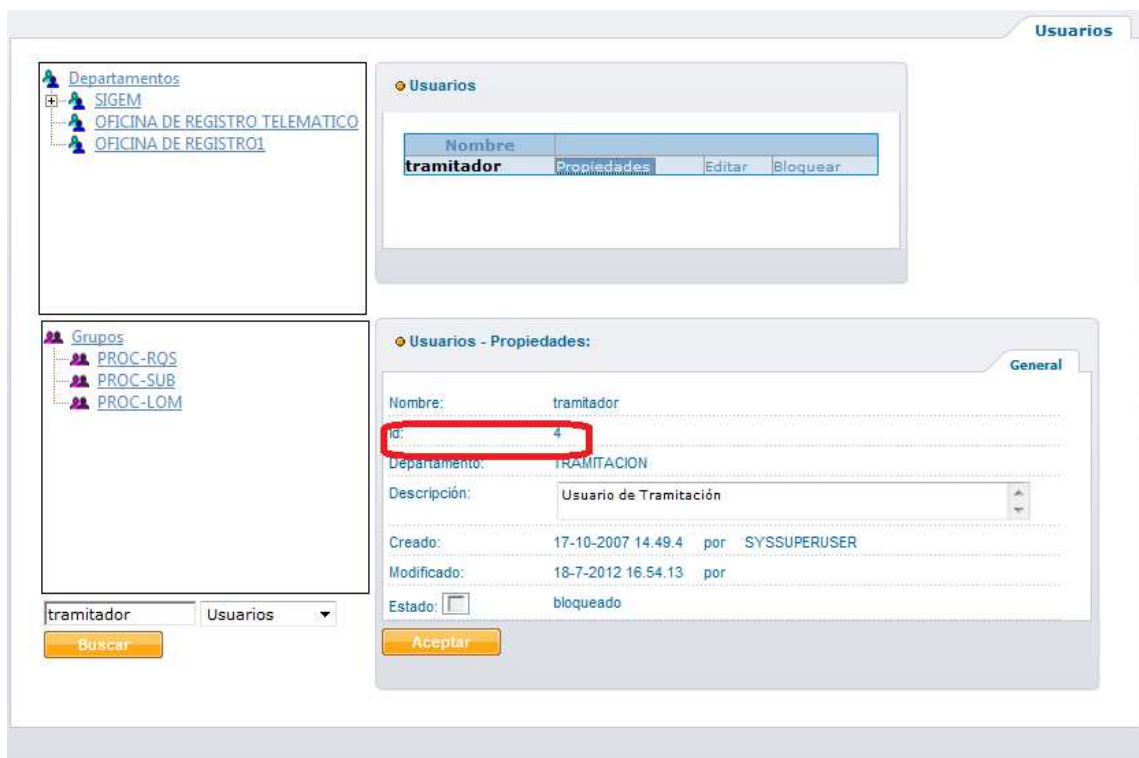 Usuarios
Departamentos
SIGEM
OFICINA DE REGISTRO TELEMATICO
OFICINA DE REGISTRO1
Usuarios
Nombre
tramitador Propiedades Editar Bloquear
Grupos
PROC-RQS
PROC-SUB
PROC-LOM
tramitador Usuarios
Buscar
Usuarios - Propiedades:
General
Nombre: tramitador
Id: 4
Departamento: TRAMITACION
Descripción: Usuario de Tramitación
Creado: 17-10-2007 14.49.4 por SYSSUPERUSER
Modificado: 18-7-2012 16.54.13 por
Estado: bloqueado
Aceptar